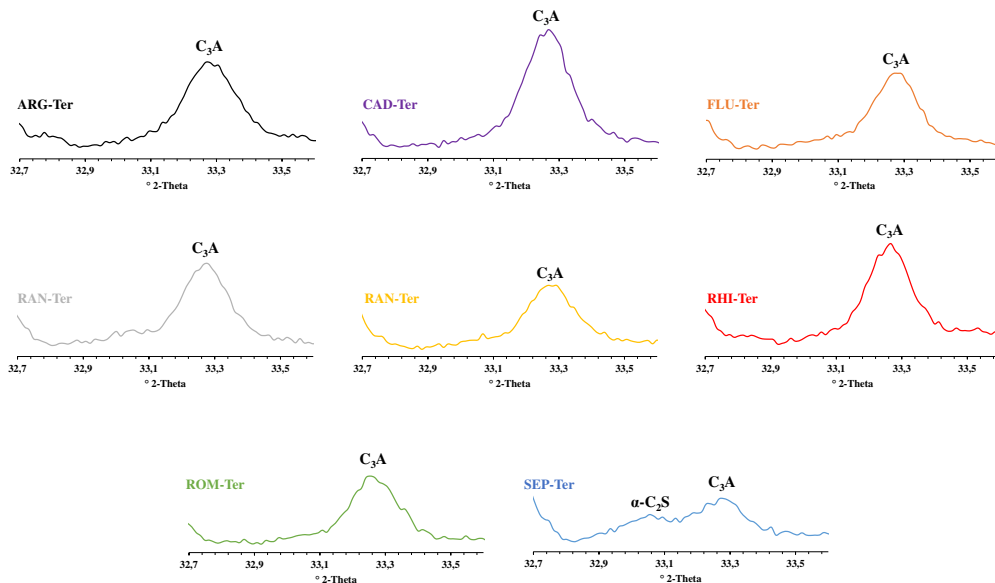 C₃A
ARG-Ter
32,7 32,9 33,1 33,3 33,5
° 2-Theta
C₃A
CAD-Ter
32,7 32,9 33,1 33,3 33,5
° 2-Theta
C₃A
FLU-Ter
32,7 32,9 33,1 33,3 33,5
° 2-Theta
C₃A
RAN-Ter
32,7 32,9 33,1 33,3 33,5
° 2-Theta
C₃A
RAN-Ter
32,7 32,9 33,1 33,3 33,5
° 2-Theta
C₃A
RHI-Ter
32,7 32,9 33,1 33,3 33,5
° 2-Theta
C₃A
ROM-Ter
32,7 32,9 33,1 33,3 33,5
° 2-Theta
C₃A
SEP-Ter
α-C₂S
32,7 32,9 33,1 33,3 33,5
° 2-Theta